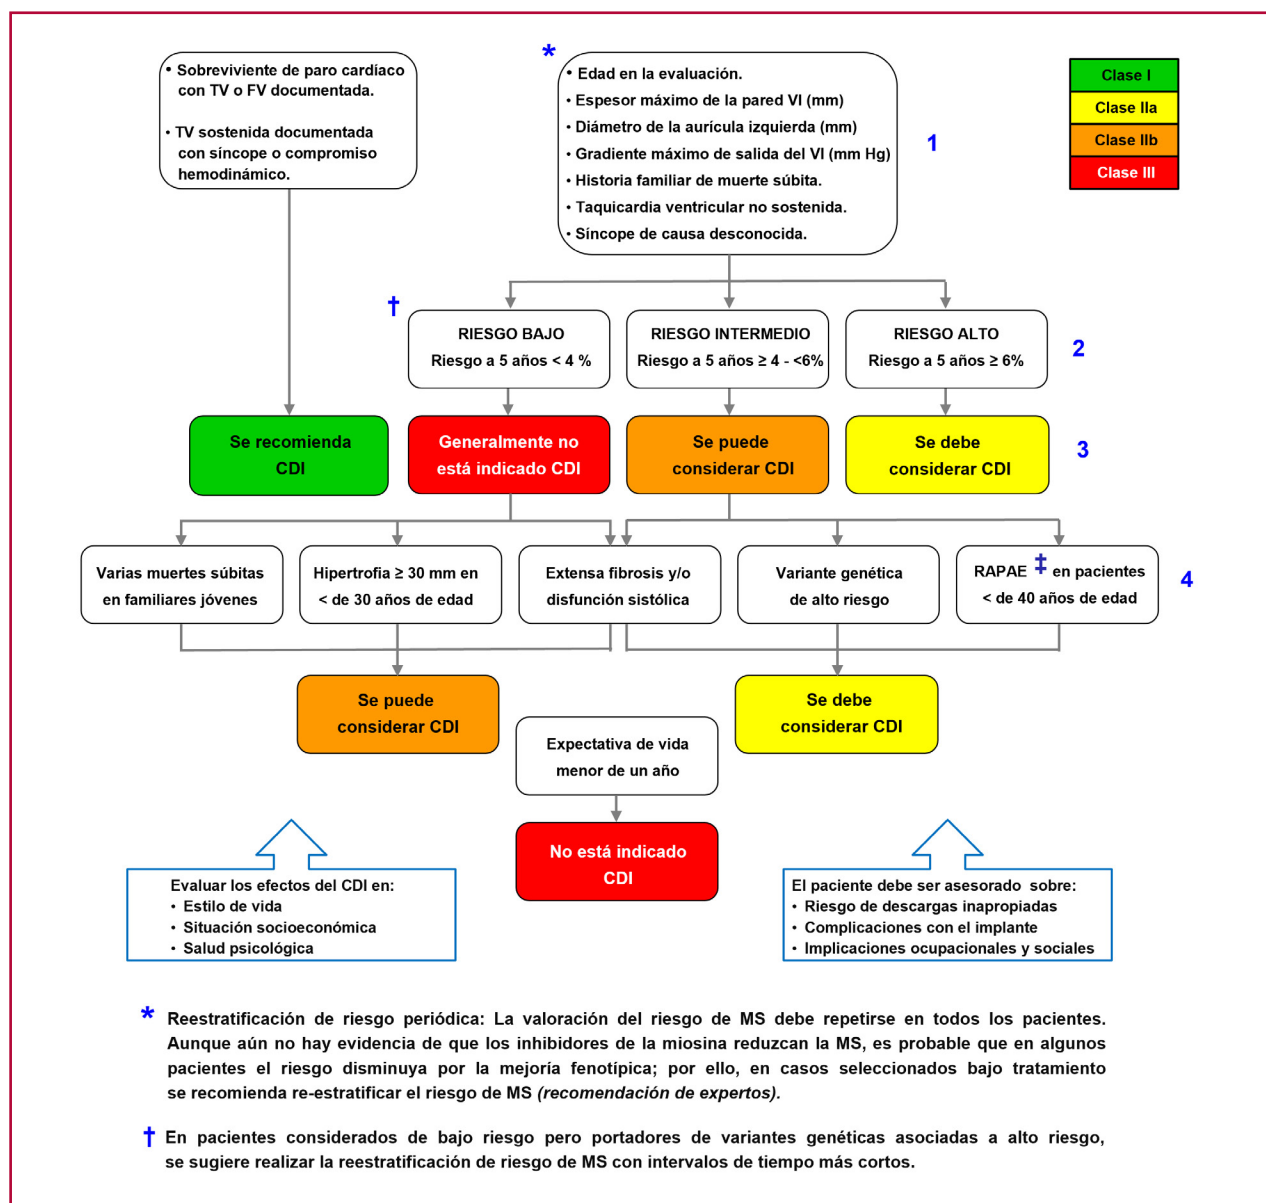 • Sobreviviente de paro cardíaco
con TV o FV documentada.
• TV sostenida documentada
con síncope o compromiso
hemodinámico.
*
• Edad en la evaluación.
• Espesor máximo de la pared VI (mm)
• Diámetro de la aurícula izquierda (mm)
• Gradiente máximo de salida del VI (mm Hg)
• Historia familiar de muerte súbita.
• Taquicardia ventricular no sostenida.
• Síncope de causa desconocida.
1
Clase I
Clase IIa
Clase IIb
Clase III
†
RIESGO BAJO
Riesgo a 5 años < 4 %
RIESGO INTERMEDIO
Riesgo a 5 años ≥ 4 - <6%
RIESGO ALTO
Riesgo a 5 años ≥ 6%
2
Se recomienda
CDI
Generalmente no
está indicado CDI
Se puede
considerar CDI
Se debe
considerar CDI
3
Varias muertes súbitas
en familiares jóvenes
Hipertrofia ≥ 30 mm en
< de 30 años de edad
Extensa fibrosis y/o
disfunción sistólica
Variante genética
de alto riesgo
RAPAE ‡ en pacientes
< de 40 años de edad
4
Se puede
considerar CDI
Se debe
considerar CDI
Expectativa de vida
menor de un año
No está indicado
CDI
Evaluar los efectos del CDI en:
• Estilo de vida
• Situación socioeconómica
• Salud psicológica
El paciente debe ser asesorado sobre:
• Riesgo de descargas inapropiadas
• Complicaciones con el implante
• Implicaciones ocupacionales y sociales
* Reestratificación de riesgo periódica: La valoración del riesgo de MS debe repetirse en todos los pacientes.
Aunque aún no hay evidencia de que los inhibidores de la miosina reduzcan la MS, es probable que en algunos
pacientes el riesgo disminuya por la mejoría fenotípica; por ello, en casos seleccionados bajo tratamiento
se recomienda re-estratificar el riesgo de MS (recomendación de expertos).
† En pacientes considerados de bajo riesgo pero portadores de variantes genéticas asociadas a alto riesgo,
se sugiere realizar la reestratificación de riesgo de MS con intervalos de tiempo más cortos.